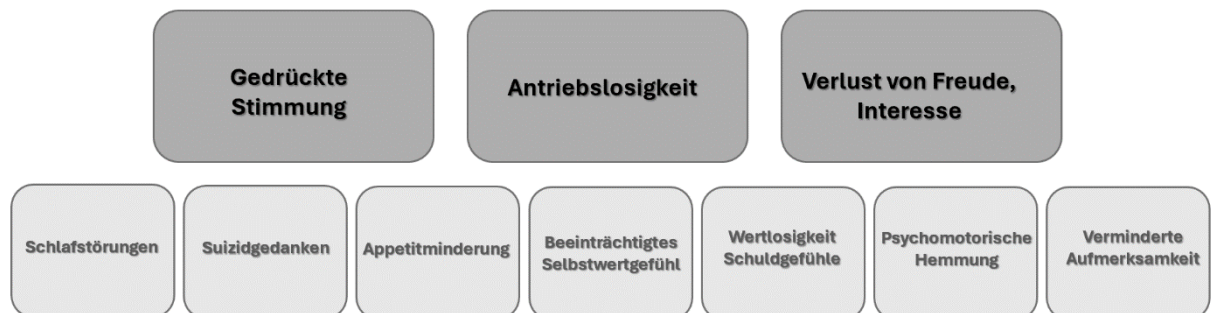 Gedrückte
Stimmung
Antriebslosigkeit
Verlust von Freude,
Interesse
Schlafstörungen
Suizidgedanken
Appetitminderung
Beeinträchtigtes
Selbstwertgefühl
Wertlosigkeit
Schuldgefühle
Psychomotorische
Hemmung
Verminderte
Aufmerksamkeit